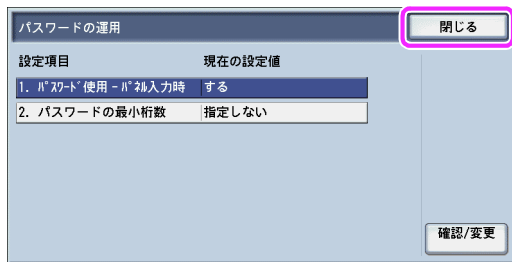 パスワードの運用 閉じる
設定項目 現在の設定値
1. ﾊﾟｽﾜｰﾄﾞ使用 - ﾊﾟﾈﾙ入力時 する
2. パスワードの最小桁数 指定しない
確認/変更